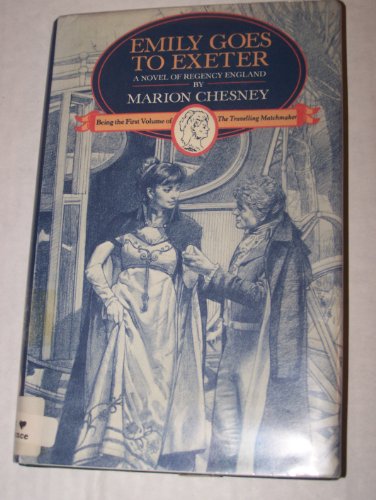 EMILY GOES
TO EXETER
A NOVEL OF REGENCY ENGLAND
BY
MARION CHESNEY
Being the First Volume of The Travelling Matchmaker